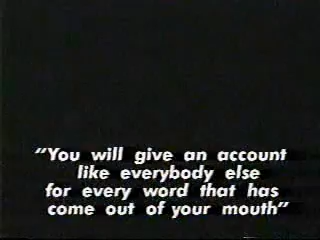 "You will give an account
like everybody else
for every word that has
come out of your mouth"